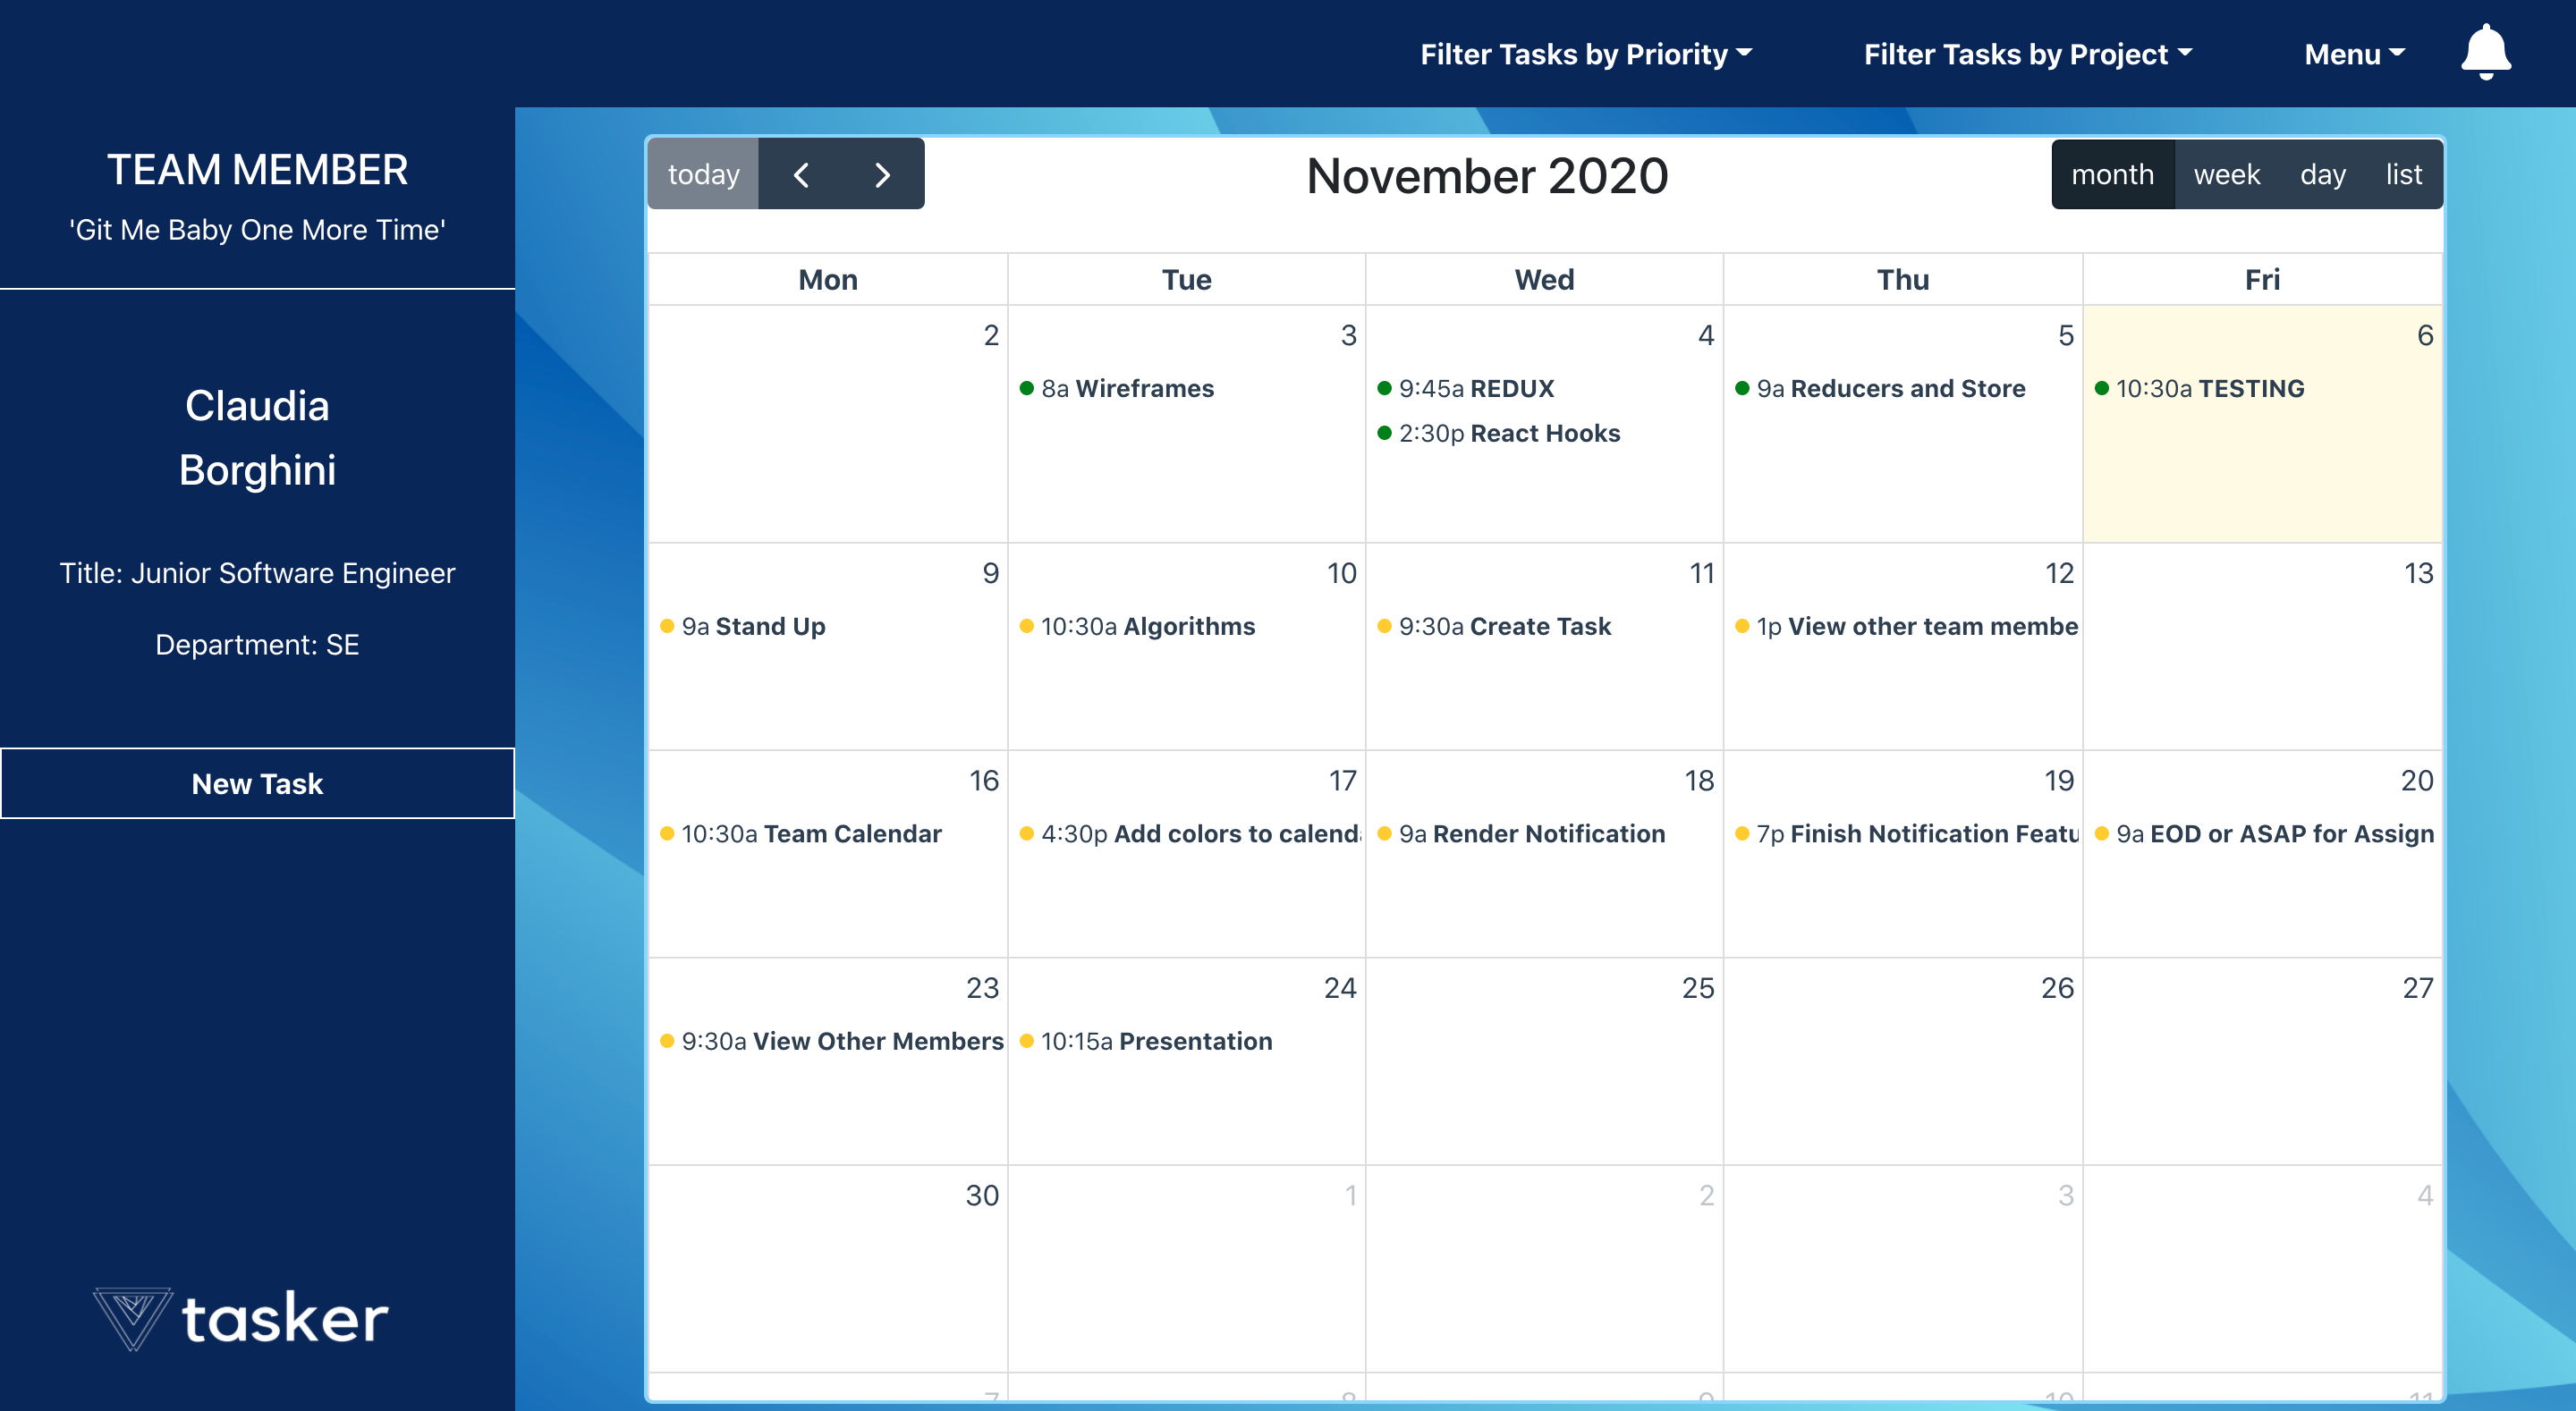 Filter Tasks by Priority
Filter Tasks by Project
Menu
TEAM MEMBER
'Git Me Baby One More Time'
Claudia
Borghini
Title: Junior Software Engineer
Department: SE
New Task
tasker
today
November 2020
month week day list
Mon Tue Wed Thu Fri
2 3 4 5 6
8a Wireframes
9:45a REDUX
2:30p React Hooks
9a Reducers and Store
10:30a TESTING
9 10 11 12 13
9a Stand Up
10:30a Algorithms
9:30a Create Task
1p View other team membe
16 17 18 19 20
10:30a Team Calendar
4:30p Add colors to calend
9a Render Notification
7p Finish Notification Featu
9a EOD or ASAP for Assign
23 24 25 26 27
9:30a View Other Members
10:15a Presentation
30 1 2 3 4